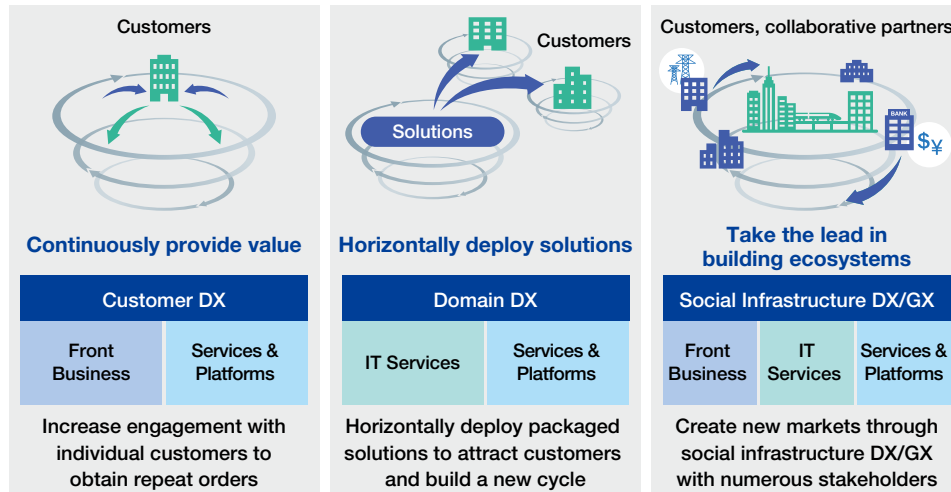 Customers
Continuously provide value
Customer DX
Front
Business
Services &
Platforms
Increase engagement with
individual customers to
obtain repeat orders
Customers
Solutions
Horizontally deploy solutions
Domain DX
IT Services
Services &
Platforms
Horizontally deploy packaged
solutions to attract customers
and build a new cycle
Customers, collaborative partners
BANK
$¥
Take the lead in
building ecosystems
Social Infrastructure DX/GX
Front
Business
IT
Services
Services &
Platforms
Create new markets through
social infrastructure DX/GX
with numerous stakeholders